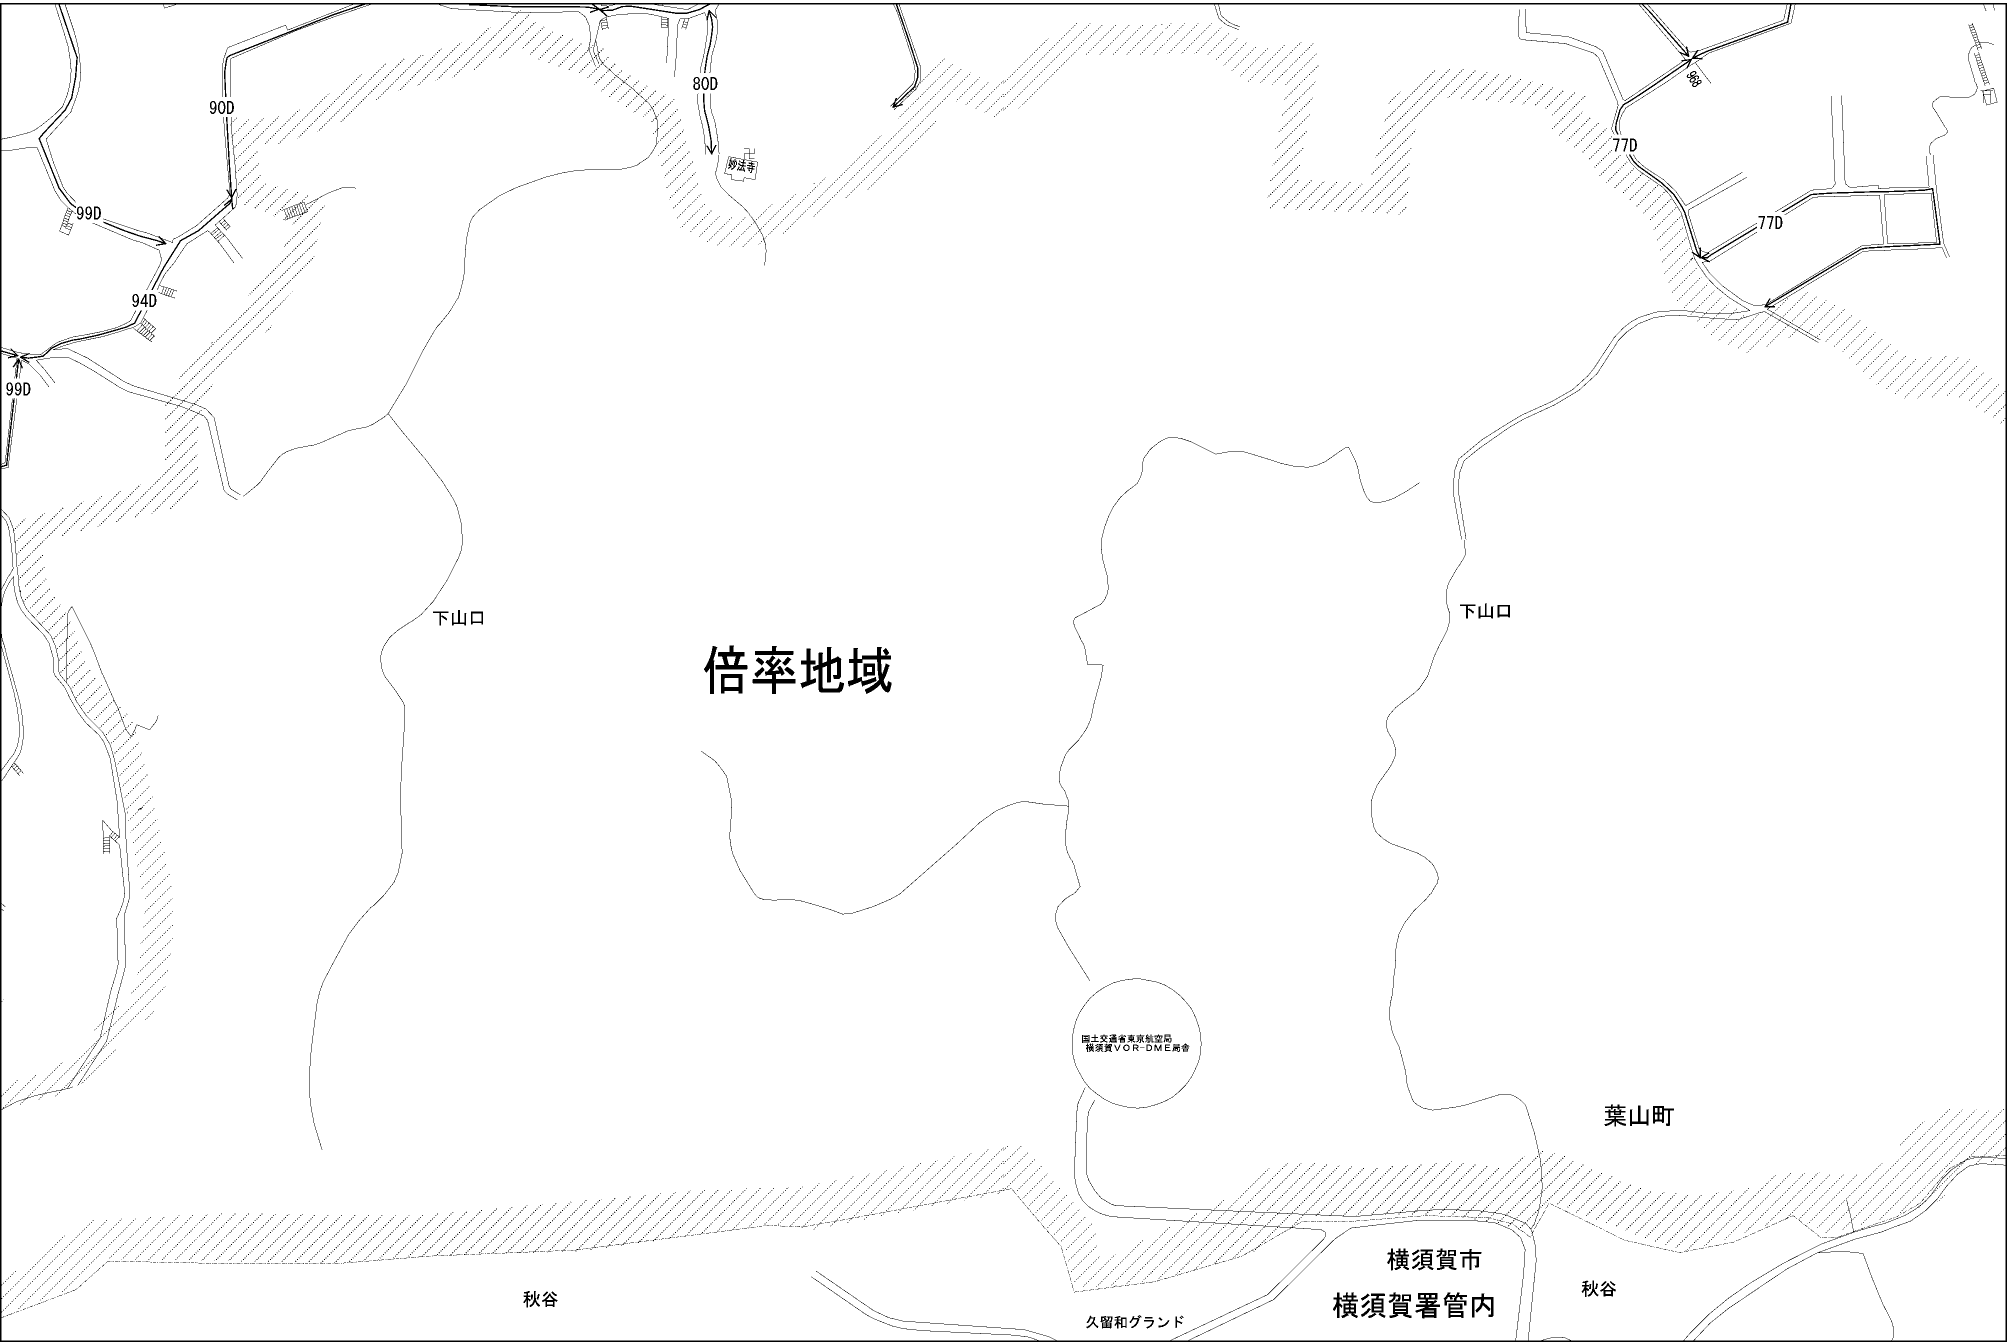 80D
968
90D
77D
妙法寺
99D
77D
94D
99D
下山口
下山口
倍率地域
国土交通省東京航空局
横須賀VOR-DME局舎
葉山町
横須賀市
秋谷
秋谷
横須賀署管内
久留和グランド